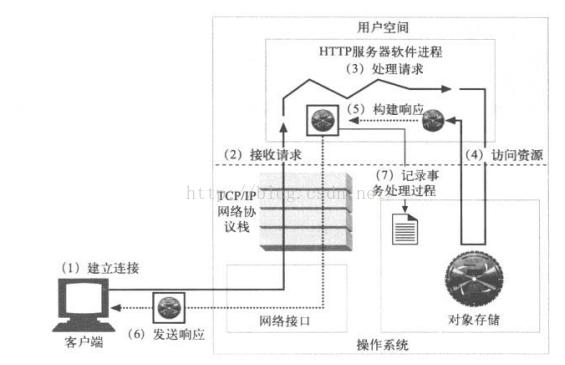 用户空间
HTTP服务器软件进程
(3)处理请求
(5)构建响应
(2)接收请求
(4)访问资源
(7)记录事
务处理过程
http://blog.csdn.net
TCP/IP
网络协
议栈
(1)建立连接
(6)发送响应
客户端
网络接口
对象存储
操作系统